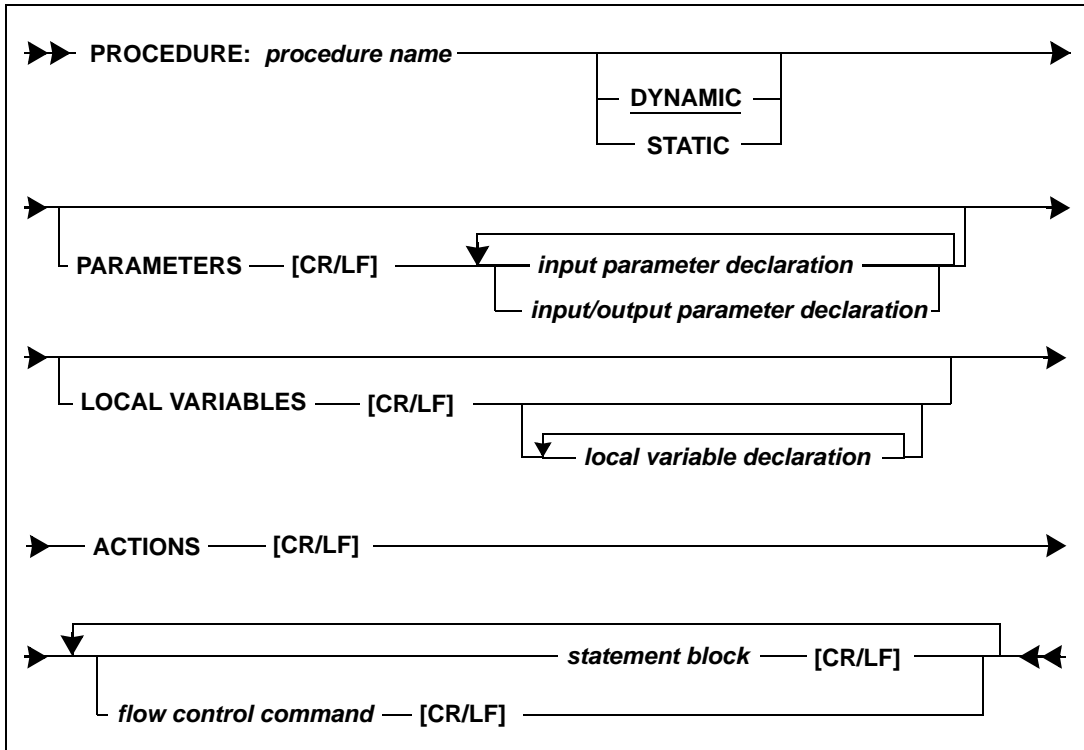 PROCEDURE: procedure name
DYNAMIC
STATIC
PARAMETERS [CR/LF] input parameter declaration
input/output parameter declaration
LOCAL VARIABLES [CR/LF]
local variable declaration
ACTIONS [CR/LF]
statement block [CR/LF]
flow control command [CR/LF]